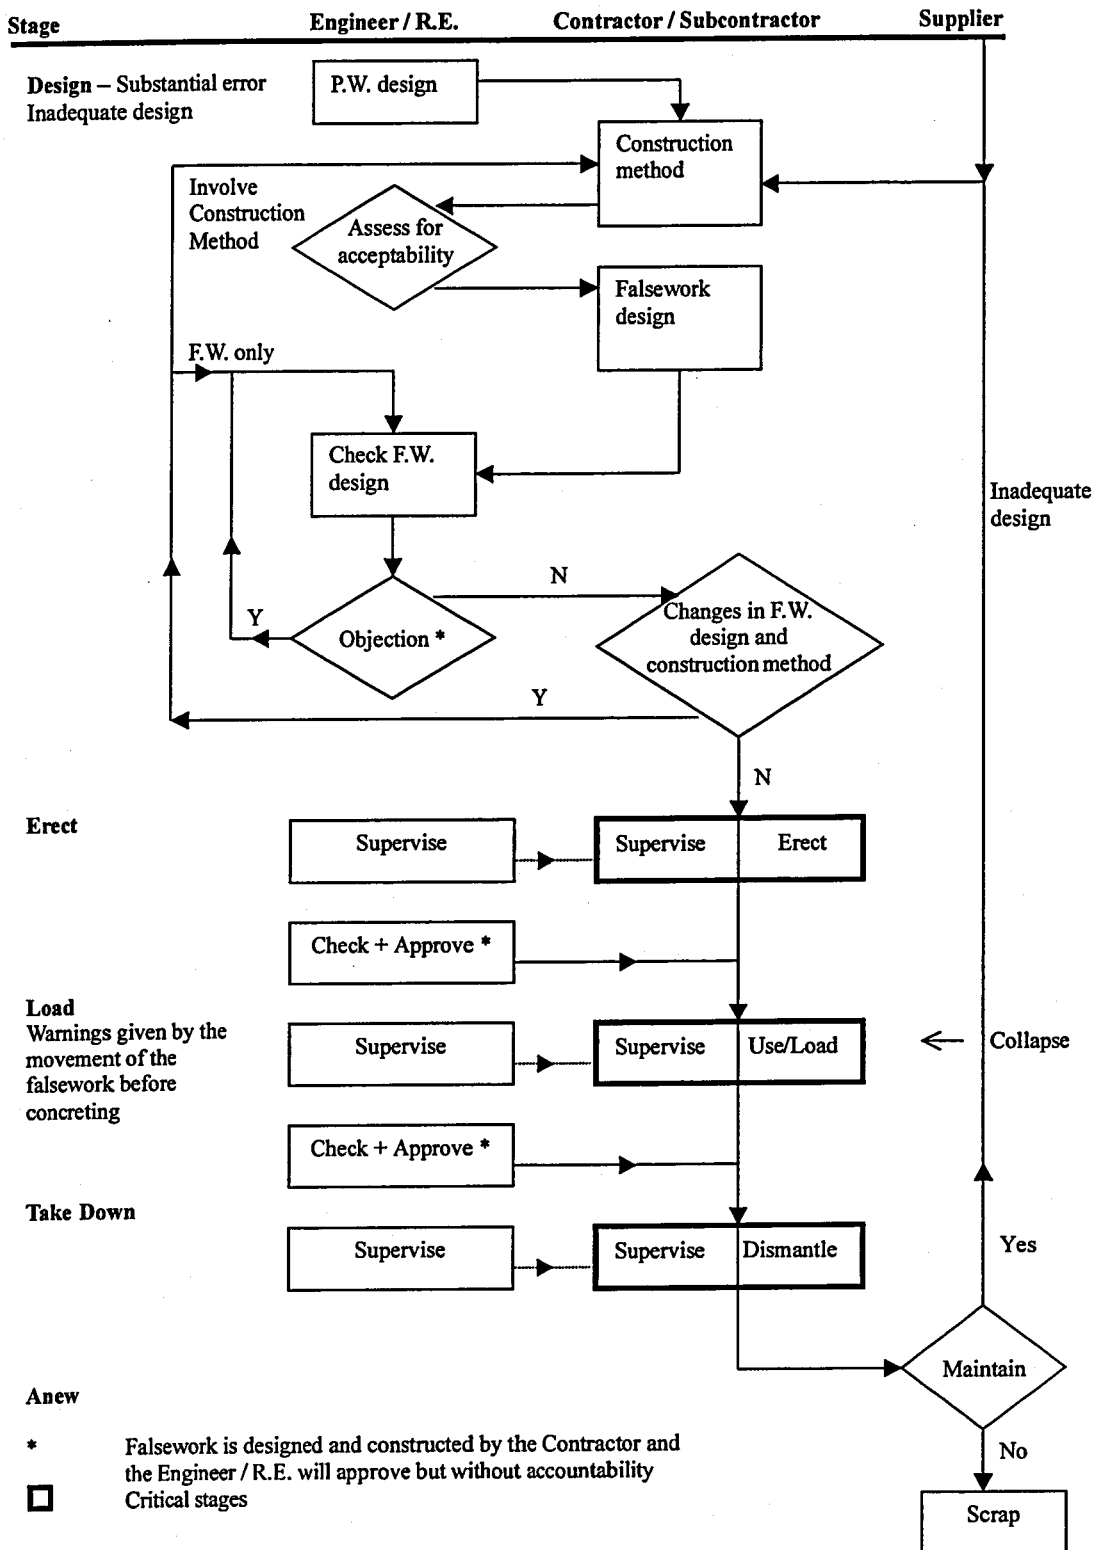 Stage Engineer / R.E. Contractor / Subcontractor Supplier
Design – Substantial error
Inadequate design
P.W. design
Construction
method
Involve
Construction
Method
Assess for
acceptability
Falsework
design
F.W. only
Check F.W.
design
Inadequate
design
N
Y
Objection *
Changes in F.W.
design and
construction method
Y
N
Erect
Supervise
Supervise
Erect
Check + Approve *
Load
Warnings given by the
movement of the
falsework before
concreting
Supervise
Supervise
Use/Load
Collapse
Check + Approve *
Take Down
Supervise
Supervise
Dismantle
Yes
Maintain
Anew
* Falsework is designed and constructed by the Contractor and
the Engineer / R.E. will approve but without accountability
Critical stages
No
Scrap